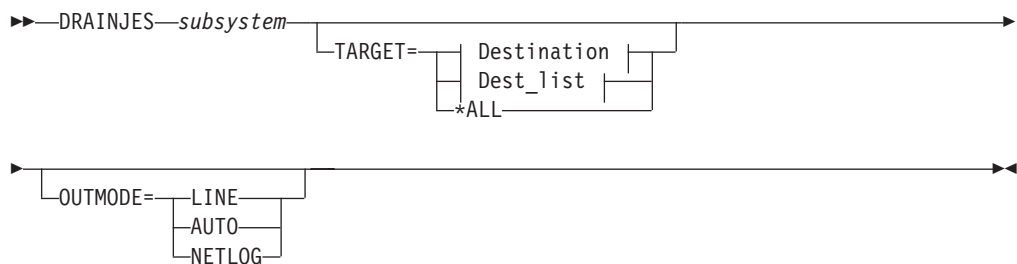 DRAINJES subsystem
TARGET= Destination
Dest_list
*ALL
OUTMODE= LINE
AUTO
NETLOG